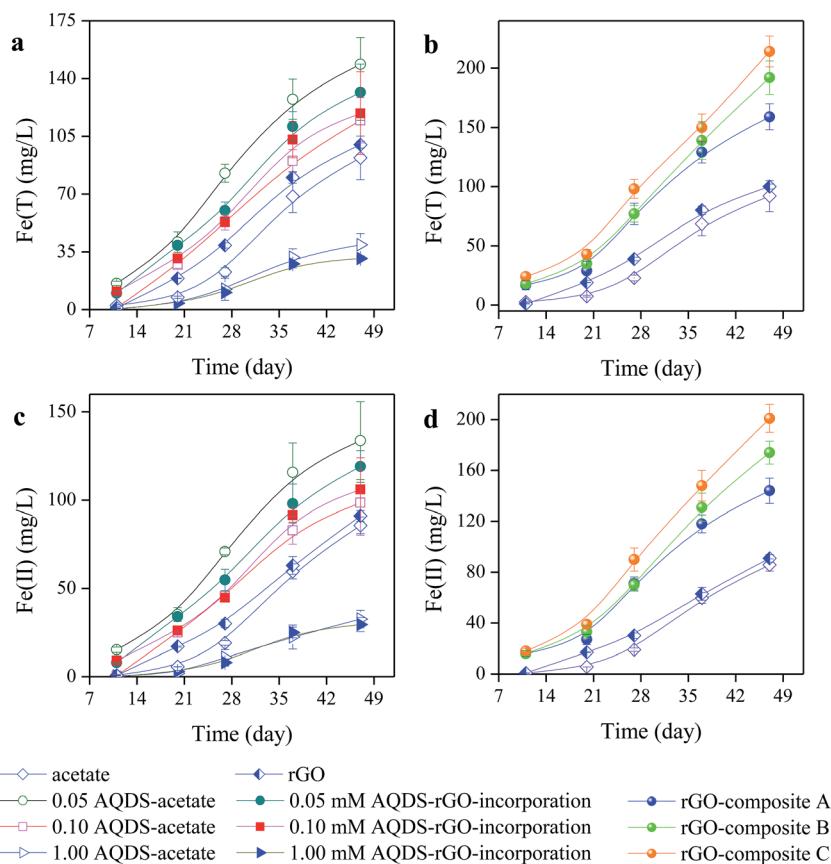 a
b
175
140
105
70
35
0
Fe(T) (mg/L)
7 14 21 28 35 42 49
Time (day)
200
150
100
50
0
Fe(T) (mg/L)
7 14 21 28 35 42 49
Time (day)
c
d
150
100
50
0
Fe(II) (mg/L)
7 14 21 28 35 42 49
Time (day)
200
160
120
80
40
0
Fe(II) (mg/L)
7 14 21 28 35 42 49
Time (day)
acetate
rGO
0.05 AQDS-acetate
0.05 mM AQDS-rGO-incorporation
rGO-composite A
0.10 AQDS-acetate
0.10 mM AQDS-rGO-incorporation
rGO-composite B
1.00 AQDS-acetate
1.00 mM AQDS-rGO-incorporation
rGO-composite C